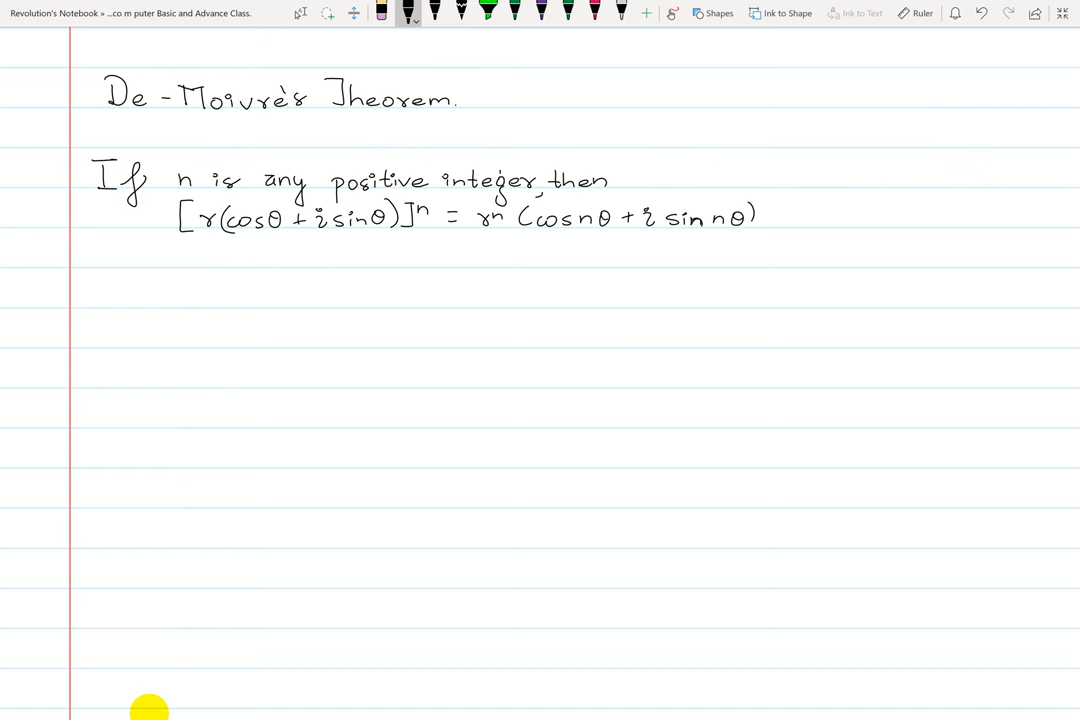 Revolution's Notebook » ...co m puter Basic and Advance Class.
Shapes
Ink to Shape
Ink to Text
Ruler
De-Moivre's Theorem.
If n is any positive integer, then
[r(cosθ + i sinθ)]ⁿ = rⁿ (cos nθ + i sin nθ)